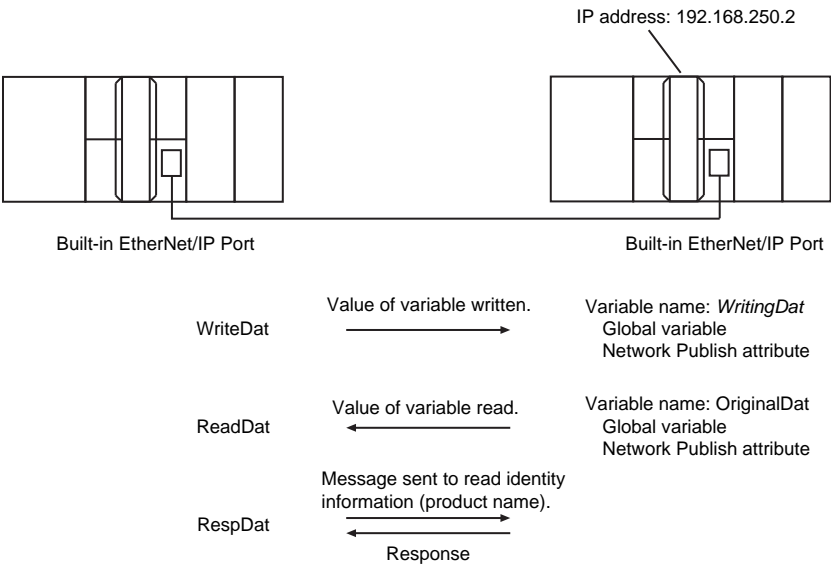 IP address: 192.168.250.2
Built-in EtherNet/IP Port
Built-in EtherNet/IP Port
WriteDat
Value of variable written.
Variable name: WritingDat
Global variable
Network Publish attribute
ReadDat
Value of variable read.
Variable name: OriginalDat
Global variable
Network Publish attribute
RespDat
Message sent to read identity
information (product name).
Response